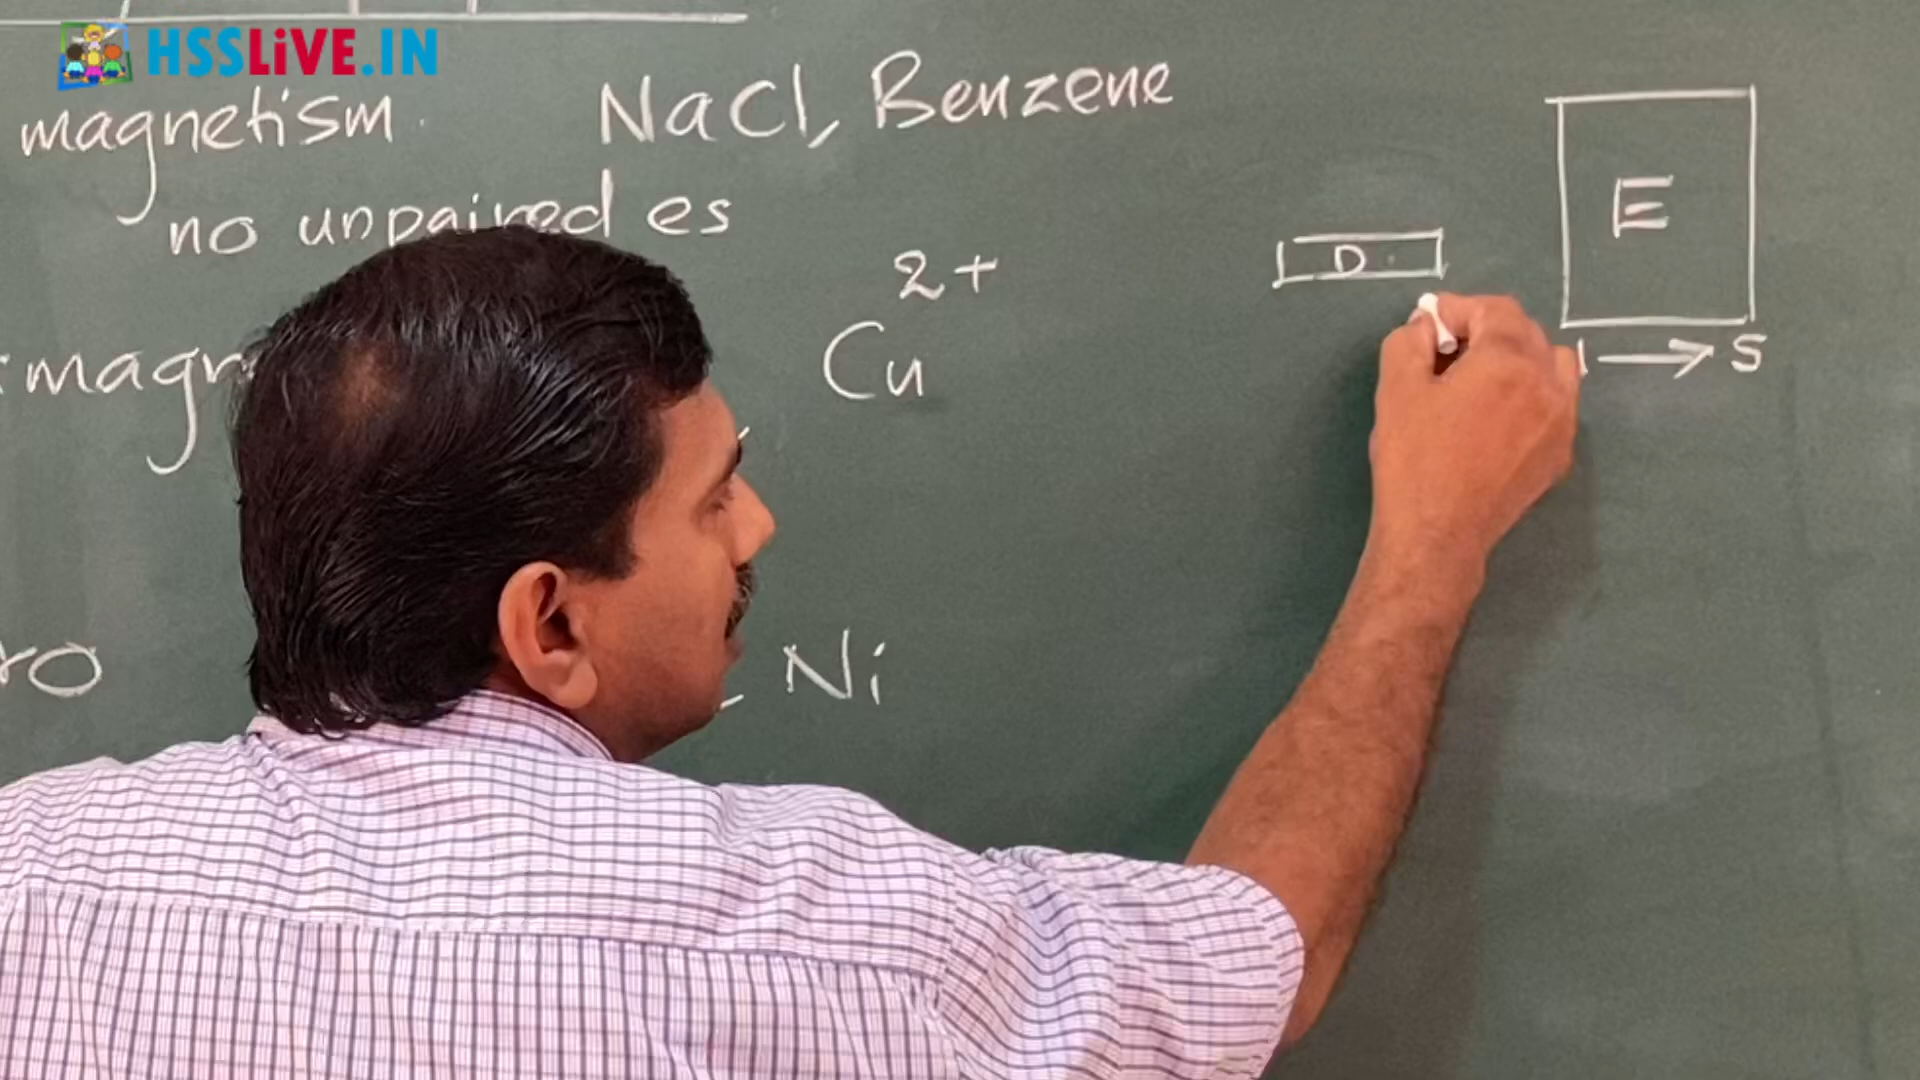 HSSLiVE.IN
magnetism NaCl, Benzene
no unpaired es
E
D
2+
Cu
S
Ni